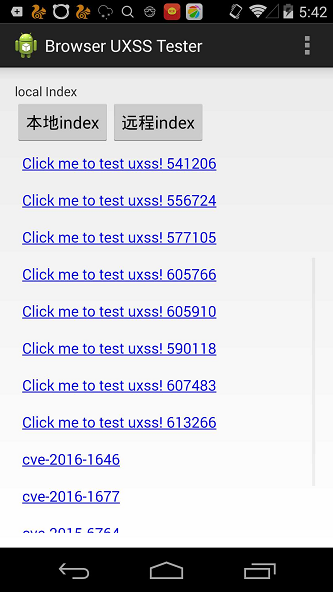 5:42
Browser UXSS Tester
local Index
本地index 远程index
Click me to test uxss! 541206
Click me to test uxss! 556724
Click me to test uxss! 577105
Click me to test uxss! 605766
Click me to test uxss! 605910
Click me to test uxss! 590118
Click me to test uxss! 607483
Click me to test uxss! 613266
cve-2016-1646
cve-2016-1677
cve-2015-6764